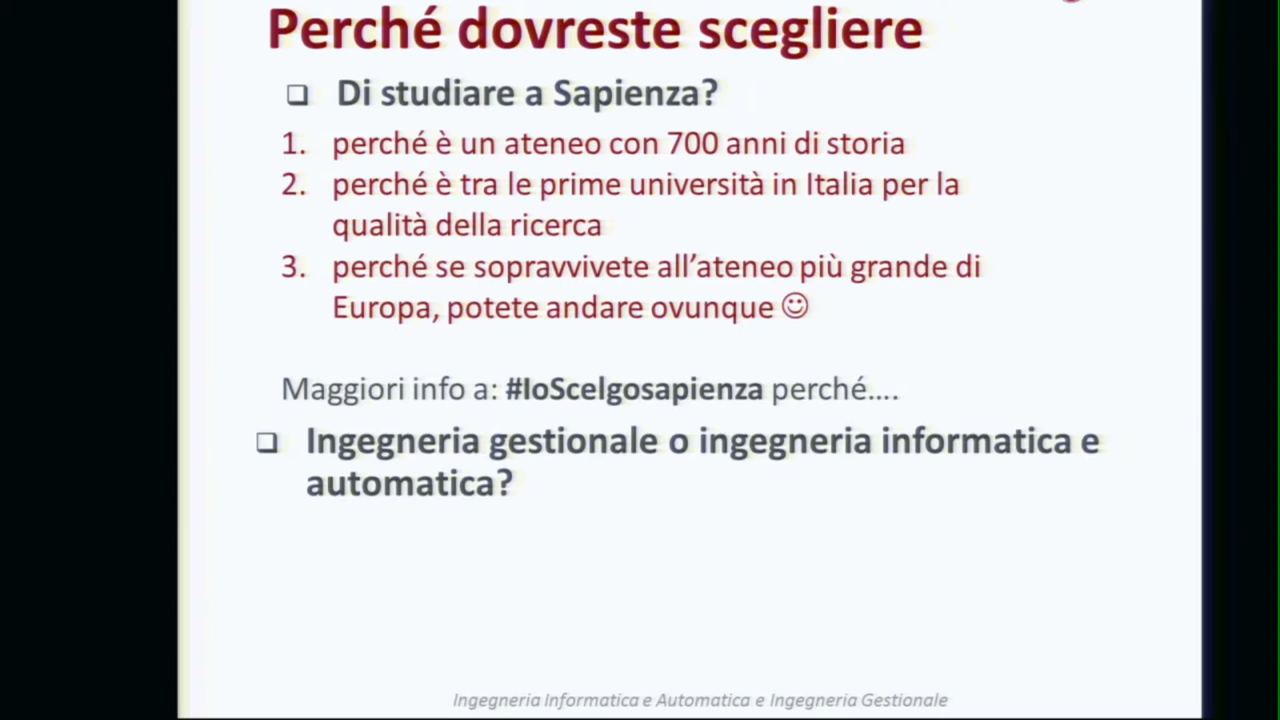 Perché dovreste scegliere
❑ Di studiare a Sapienza?
1. perché è un ateneo con 700 anni di storia
2. perché è tra le prime università in Italia per la
qualità della ricerca
3. perché se sopravvivete all’ateneo più grande di
Europa, potete andare ovunque ☺
Maggiori info a: #IoScelgosapienza perché....
❑ Ingegneria gestionale o ingegneria informatica e
automatica?
Ingegneria Informatica e Automatica e Ingegneria Gestionale